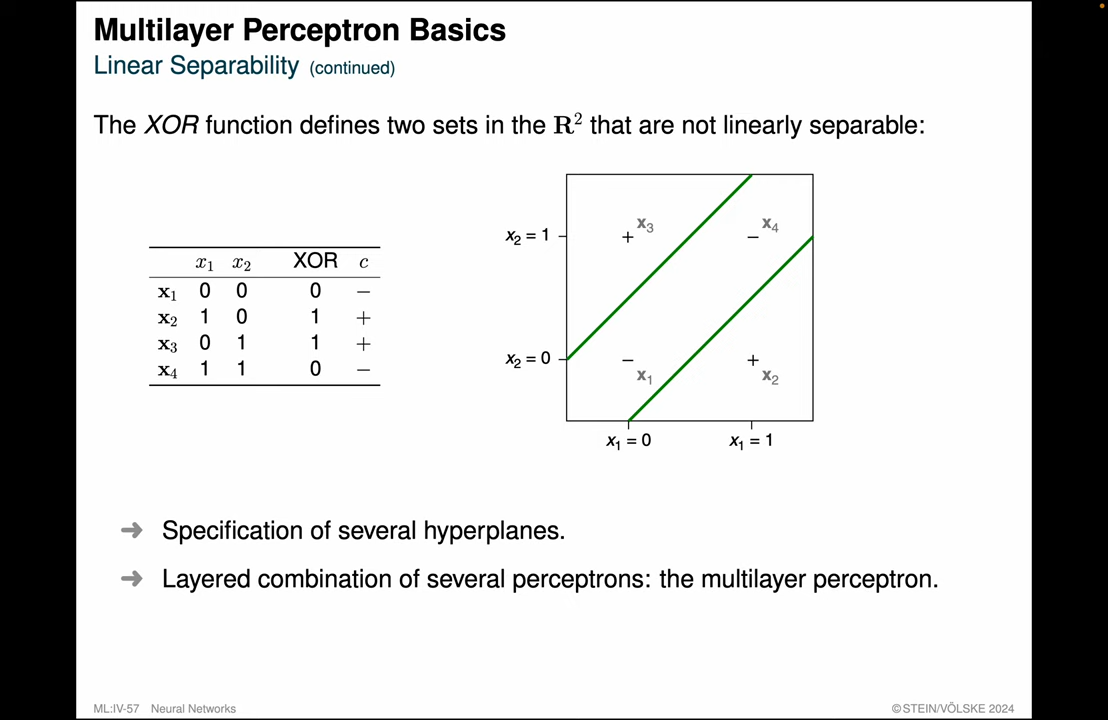 Multilayer Perceptron Basics
Linear Separability (continued)
The XOR function defines two sets in the R² that are not linearly separable:
x₁ x₂ XOR c
x₁ 0 0 0 −
x₂ 1 0 1 +
x₃ 0 1 1 +
x₄ 1 1 0 −
x₂ = 1
x₂ = 0
+ x₃
− x₄
− x₁
+ x₂
x₁ = 0
x₁ = 1
➜ Specification of several hyperplanes.
➜ Layered combination of several perceptrons: the multilayer perceptron.
ML:IV-57 Neural Networks
©STEIN/VÖLSKE 2024